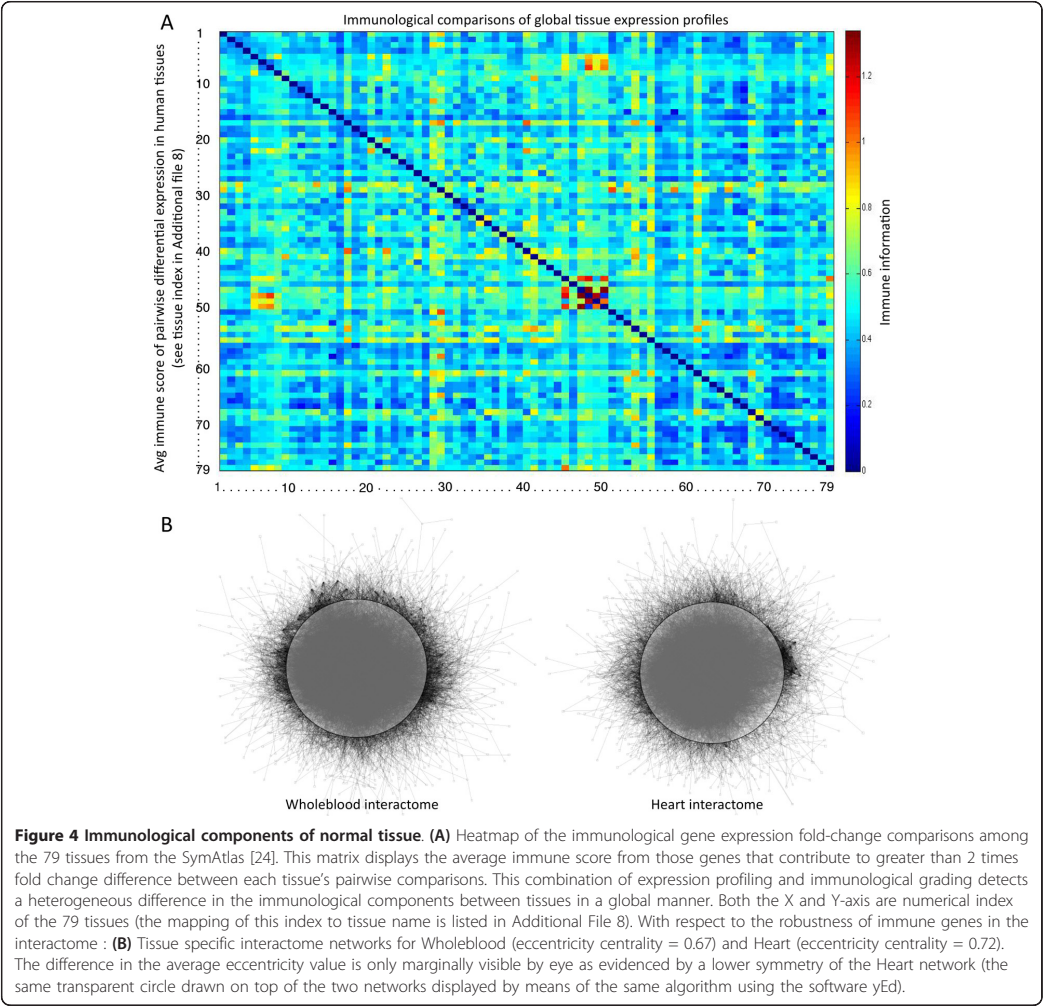 A
Immunological comparisons of global tissue expression profiles
Avg immune score of pairwise differential expression in human tissues
(see tissue index in Additional file 8)
1
10
20
30
40
50
60
70
79
1 . . . . . . . . 10 . . . . . . . . 20 . . . . . . . . 30 . . . . . . . . 40 . . . . . . . . 50 . . . . . . . . 60 . . . . . . . . 70 . . . . . . . 79
1.2
1
0.8
0.6
0.4
0.2
0
Immune information
B
Wholeblood interactome
Heart interactome
Figure 4 Immunological components of normal tissue. (A) Heatmap of the immunological gene expression fold-change comparisons among
the 79 tissues from the SymAtlas [24]. This matrix displays the average immune score from those genes that contribute to greater than 2 times
fold change difference between each tissue's pairwise comparisons. This combination of expression profiling and immunological grading detects
a heterogeneous difference in the immunological components between tissues in a global manner. Both the X and Y-axis are numerical index
of the 79 tissues (the mapping of this index to tissue name is listed in Additional File 8). With respect to the robustness of immune genes in the
interactome : (B) Tissue specific interactome networks for Wholeblood (eccentricity centrality = 0.67) and Heart (eccentricity centrality = 0.72).
The difference in the average eccentricity value is only marginally visible by eye as evidenced by a lower symmetry of the Heart network (the
same transparent circle drawn on top of the two networks displayed by means of the same algorithm using the software yEd).